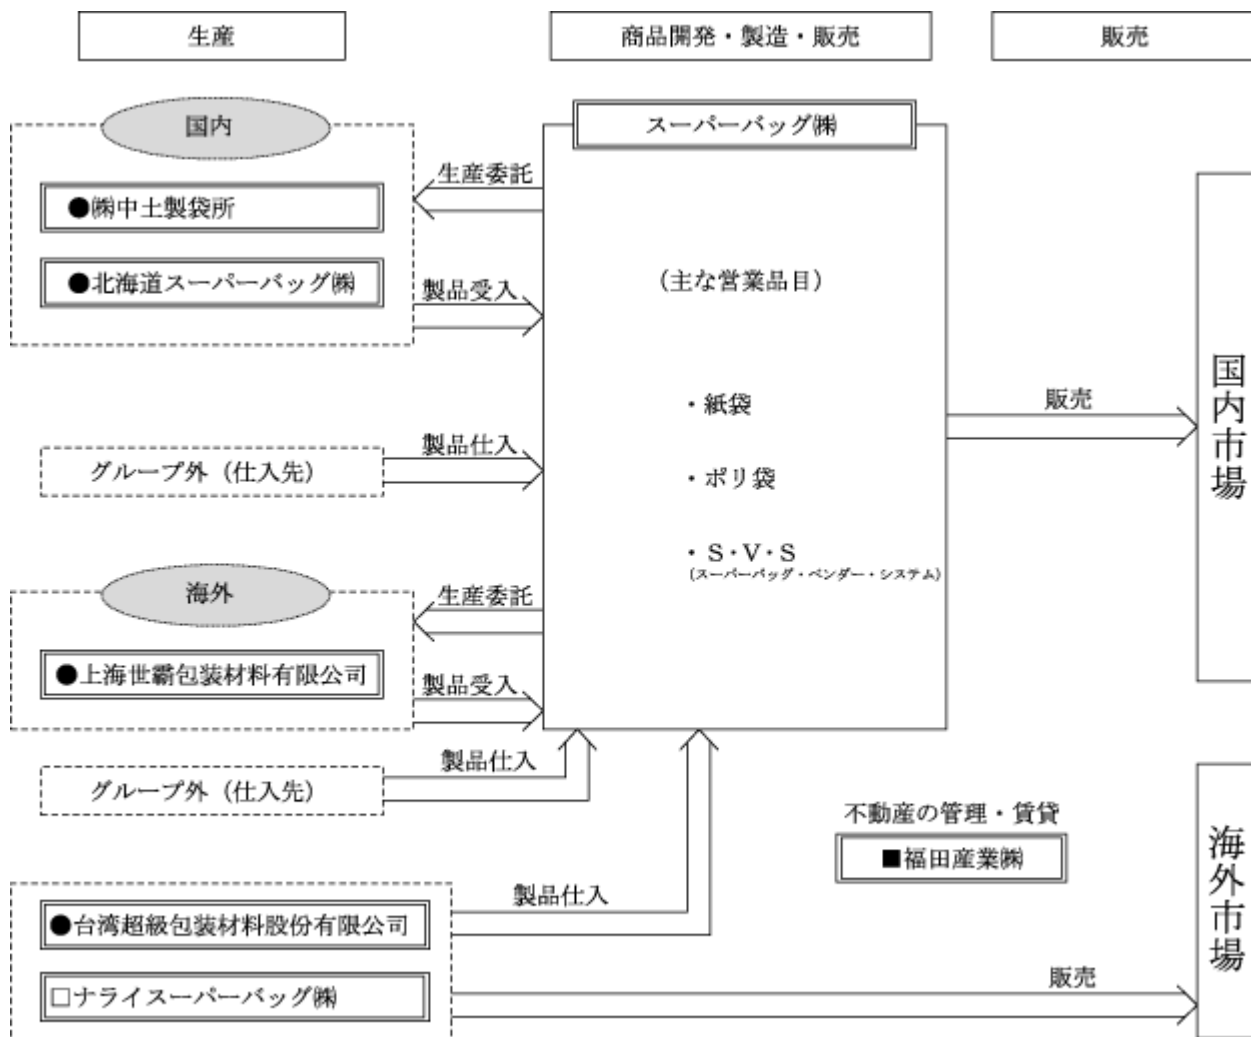 生産
商品開発・製造・販売
販売
国内
●㈱中土製袋所
●北海道スーパーバッグ㈱
生産委託
製品受入
グループ外（仕入先）
製品仕入
海外
●上海世霸包装材料有限公司
生産委託
製品受入
グループ外（仕入先）
製品仕入
●台湾超級包装材料股份有限公司
□ナライスーパーバッグ㈱
製品仕入
スーパーバッグ㈱
（主な営業品目）
・紙袋
・ポリ袋
・S・V・S
（スーパーバッグ・ベンダー・システム）
不動産の管理・賃貸
■福田産業㈱
販売
国内市場
販売
海外市場